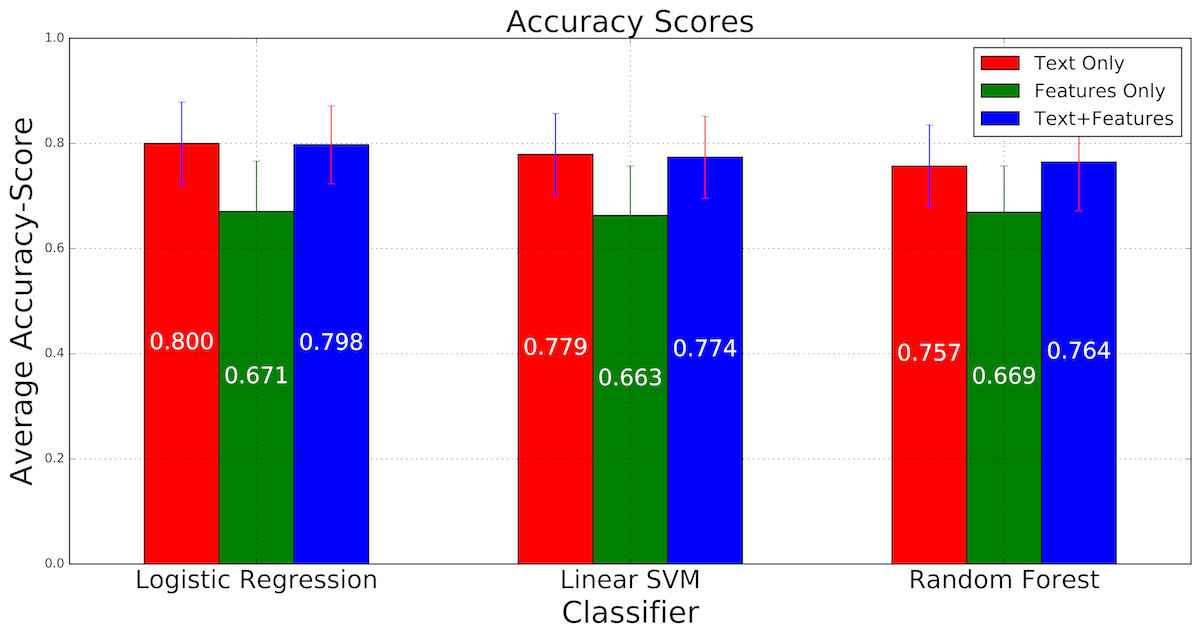 Accuracy Scores
Average Accuracy-Score
1.0
0.8
0.6
0.4
0.2
0.0
Text Only
Features Only
Text+Features
0.800
0.671
0.798
0.779
0.663
0.774
0.757
0.669
0.764
Logistic Regression
Linear SVM
Random Forest
Classifier